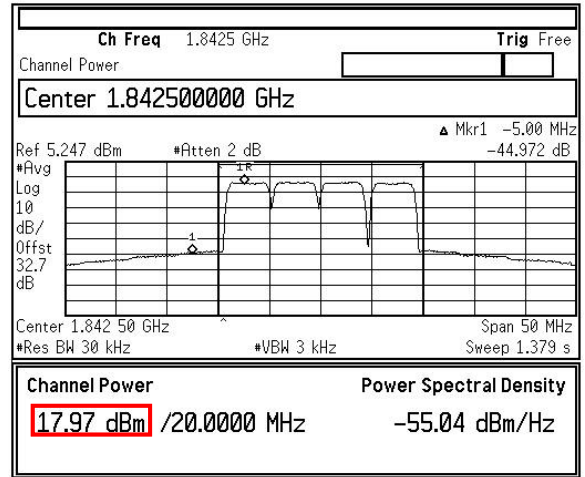 Ch Freq 1.8425 GHz Trig Free
Channel Power
Center 1.842500000 GHz
Δ Mkr1 -5.00 MHz
Ref 5.247 dBm #Atten 2 dB -44.972 dB
#Avg
Log
10
dB/
Offst
32.7
dB
1R
1
Center 1.842 50 GHz Span 50 MHz
#Res BW 30 kHz #VBW 3 kHz Sweep 1.379 s
Channel Power Power Spectral Density
17.97 dBm /20.0000 MHz -55.04 dBm/Hz